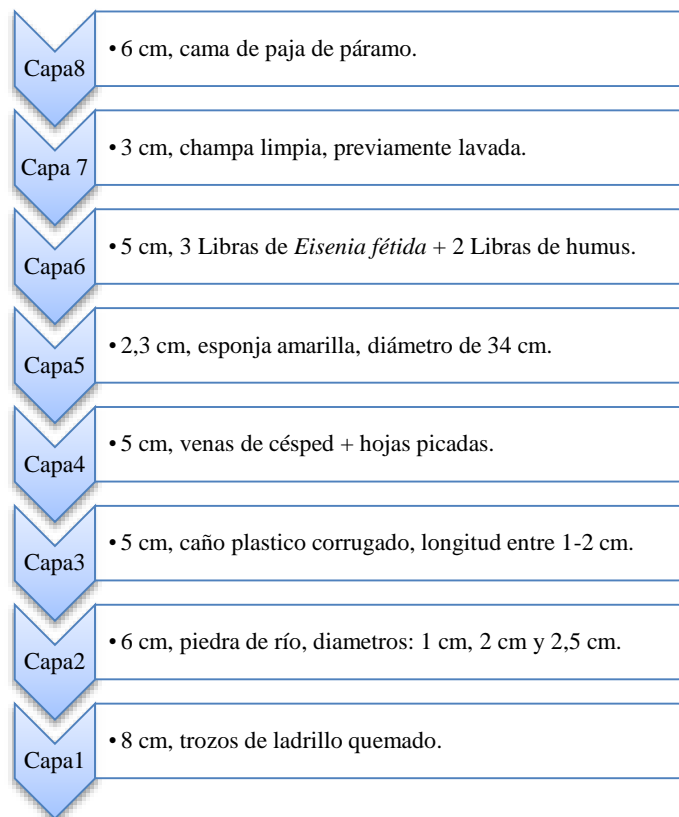 Capa8
• 6 cm, cama de paja de páramo.
Capa 7
• 3 cm, champa limpia, previamente lavada.
Capa6
• 5 cm, 3 Libras de Eisenia fétida + 2 Libras de humus.
Capa5
• 2,3 cm, esponja amarilla, diámetro de 34 cm.
Capa4
• 5 cm, venas de césped + hojas picadas.
Capa3
• 5 cm, caño plastico corrugado, longitud entre 1-2 cm.
Capa2
• 6 cm, piedra de río, diametros: 1 cm, 2 cm y 2,5 cm.
Capa1
• 8 cm, trozos de ladrillo quemado.